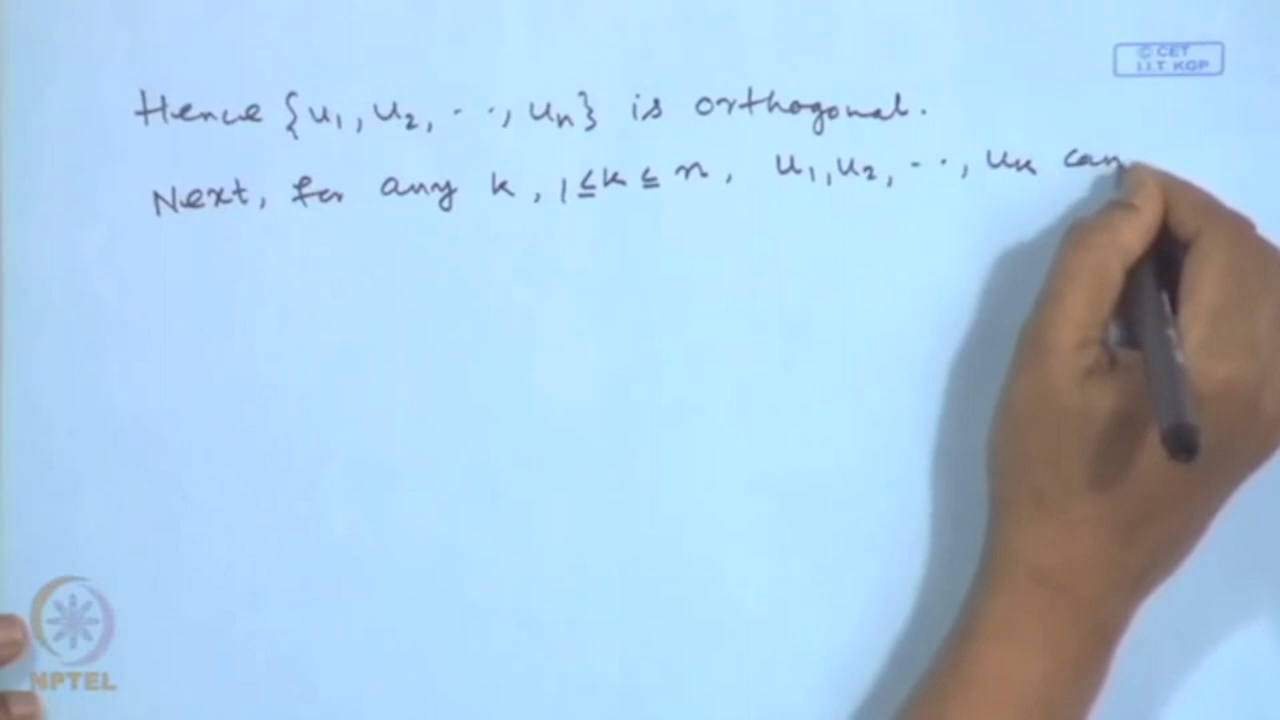 © CET
I.I.T. KGP
Hence {u₁, u₂, ··, uₙ} is orthogonal.
Next, for any k, 1≤k≤n, u₁, u₂, ··, uₖ can
NPTEL